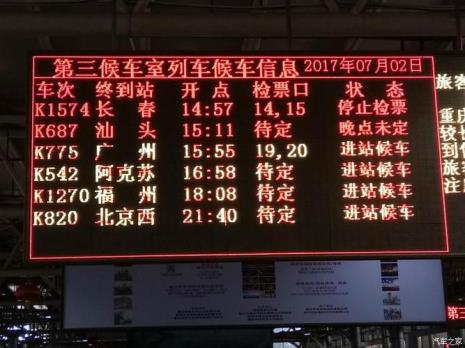 第三候车室列车候车信息 2017年07月02日
车次 终到站 开点 检票口 状态
K1574 长春 14:57 14,15 停止检票
K687 汕头 15:11 待定 晚点未定
K775 广州 15:55 19,20 进站候车
K542 阿克苏 16:58 待定 进站候车
K1270 福州 18:08 待定 进站候车
K820 北京西 21:40 待定 进站候车
旅客
重庆
较长
到
旅客
第三
汽车之家